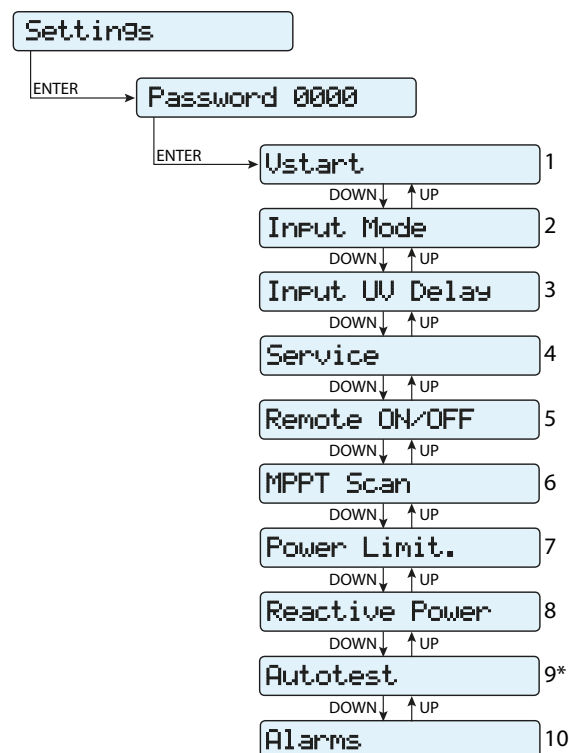 Settings
ENTER
Password 0000
ENTER
Vstart 1
DOWN UP
Input Mode 2
DOWN UP
Input UV Delay 3
DOWN UP
Service 4
DOWN UP
Remote ON/OFF 5
DOWN UP
MPPT Scan 6
DOWN UP
Power Limit. 7
DOWN UP
Reactive Power 8
DOWN UP
Autotest 9*
DOWN UP
Alarms 10